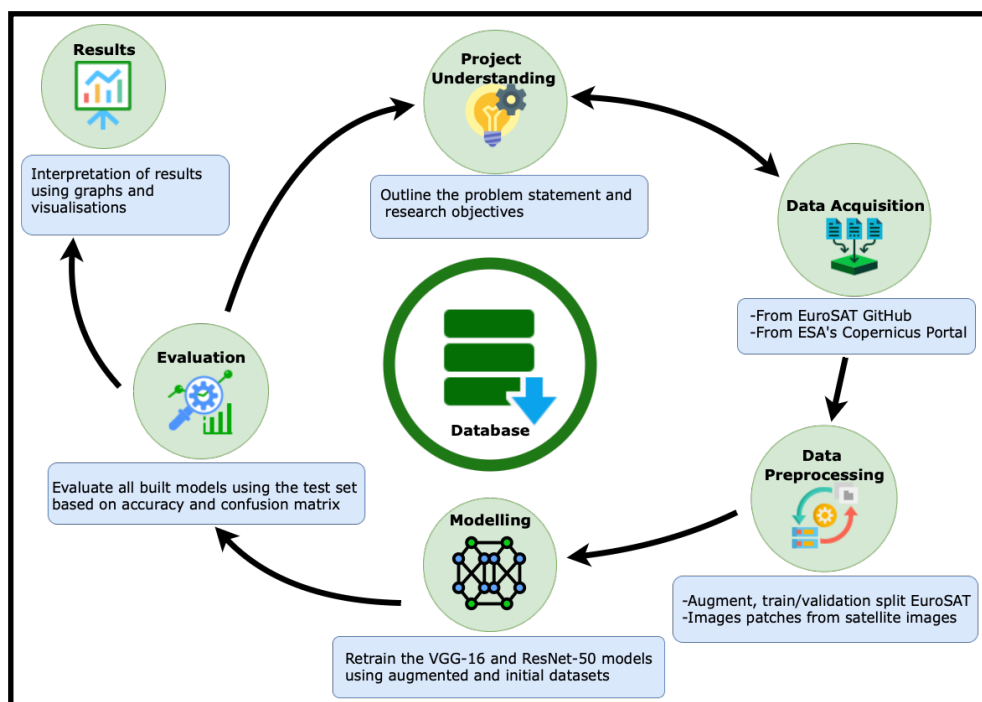 Results
Interpretation of results
using graphs and
visualisations
Project
Understanding
Outline the problem statement and
research objectives
Data Acquisition
-From EuroSAT GitHub
-From ESA's Copernicus Portal
Data
Preprocessing
-Augment, train/validation split EuroSAT
-Images patches from satellite images
Modelling
Retrain the VGG-16 and ResNet-50 models
using augmented and initial datasets
Evaluation
Evaluate all built models using the test set
based on accuracy and confusion matrix
Database